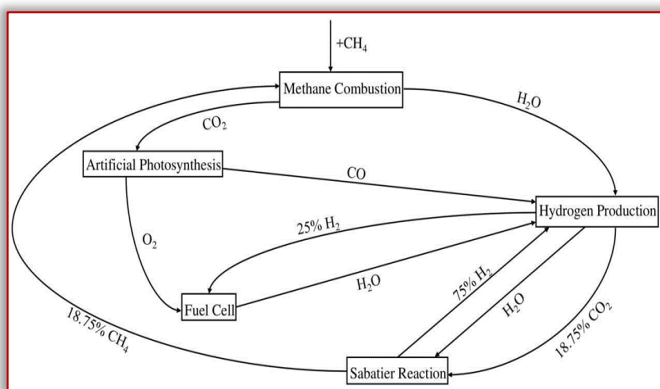 +CH₄
Methane Combustion
H₂O
CO₂
Artificial Photosynthesis
CO
Hydrogen Production
25% H₂
O₂
H₂O
75% H₂
H₂O
Fuel Cell
18.75% CO₂
18.75% CH₄
Sabatier Reaction